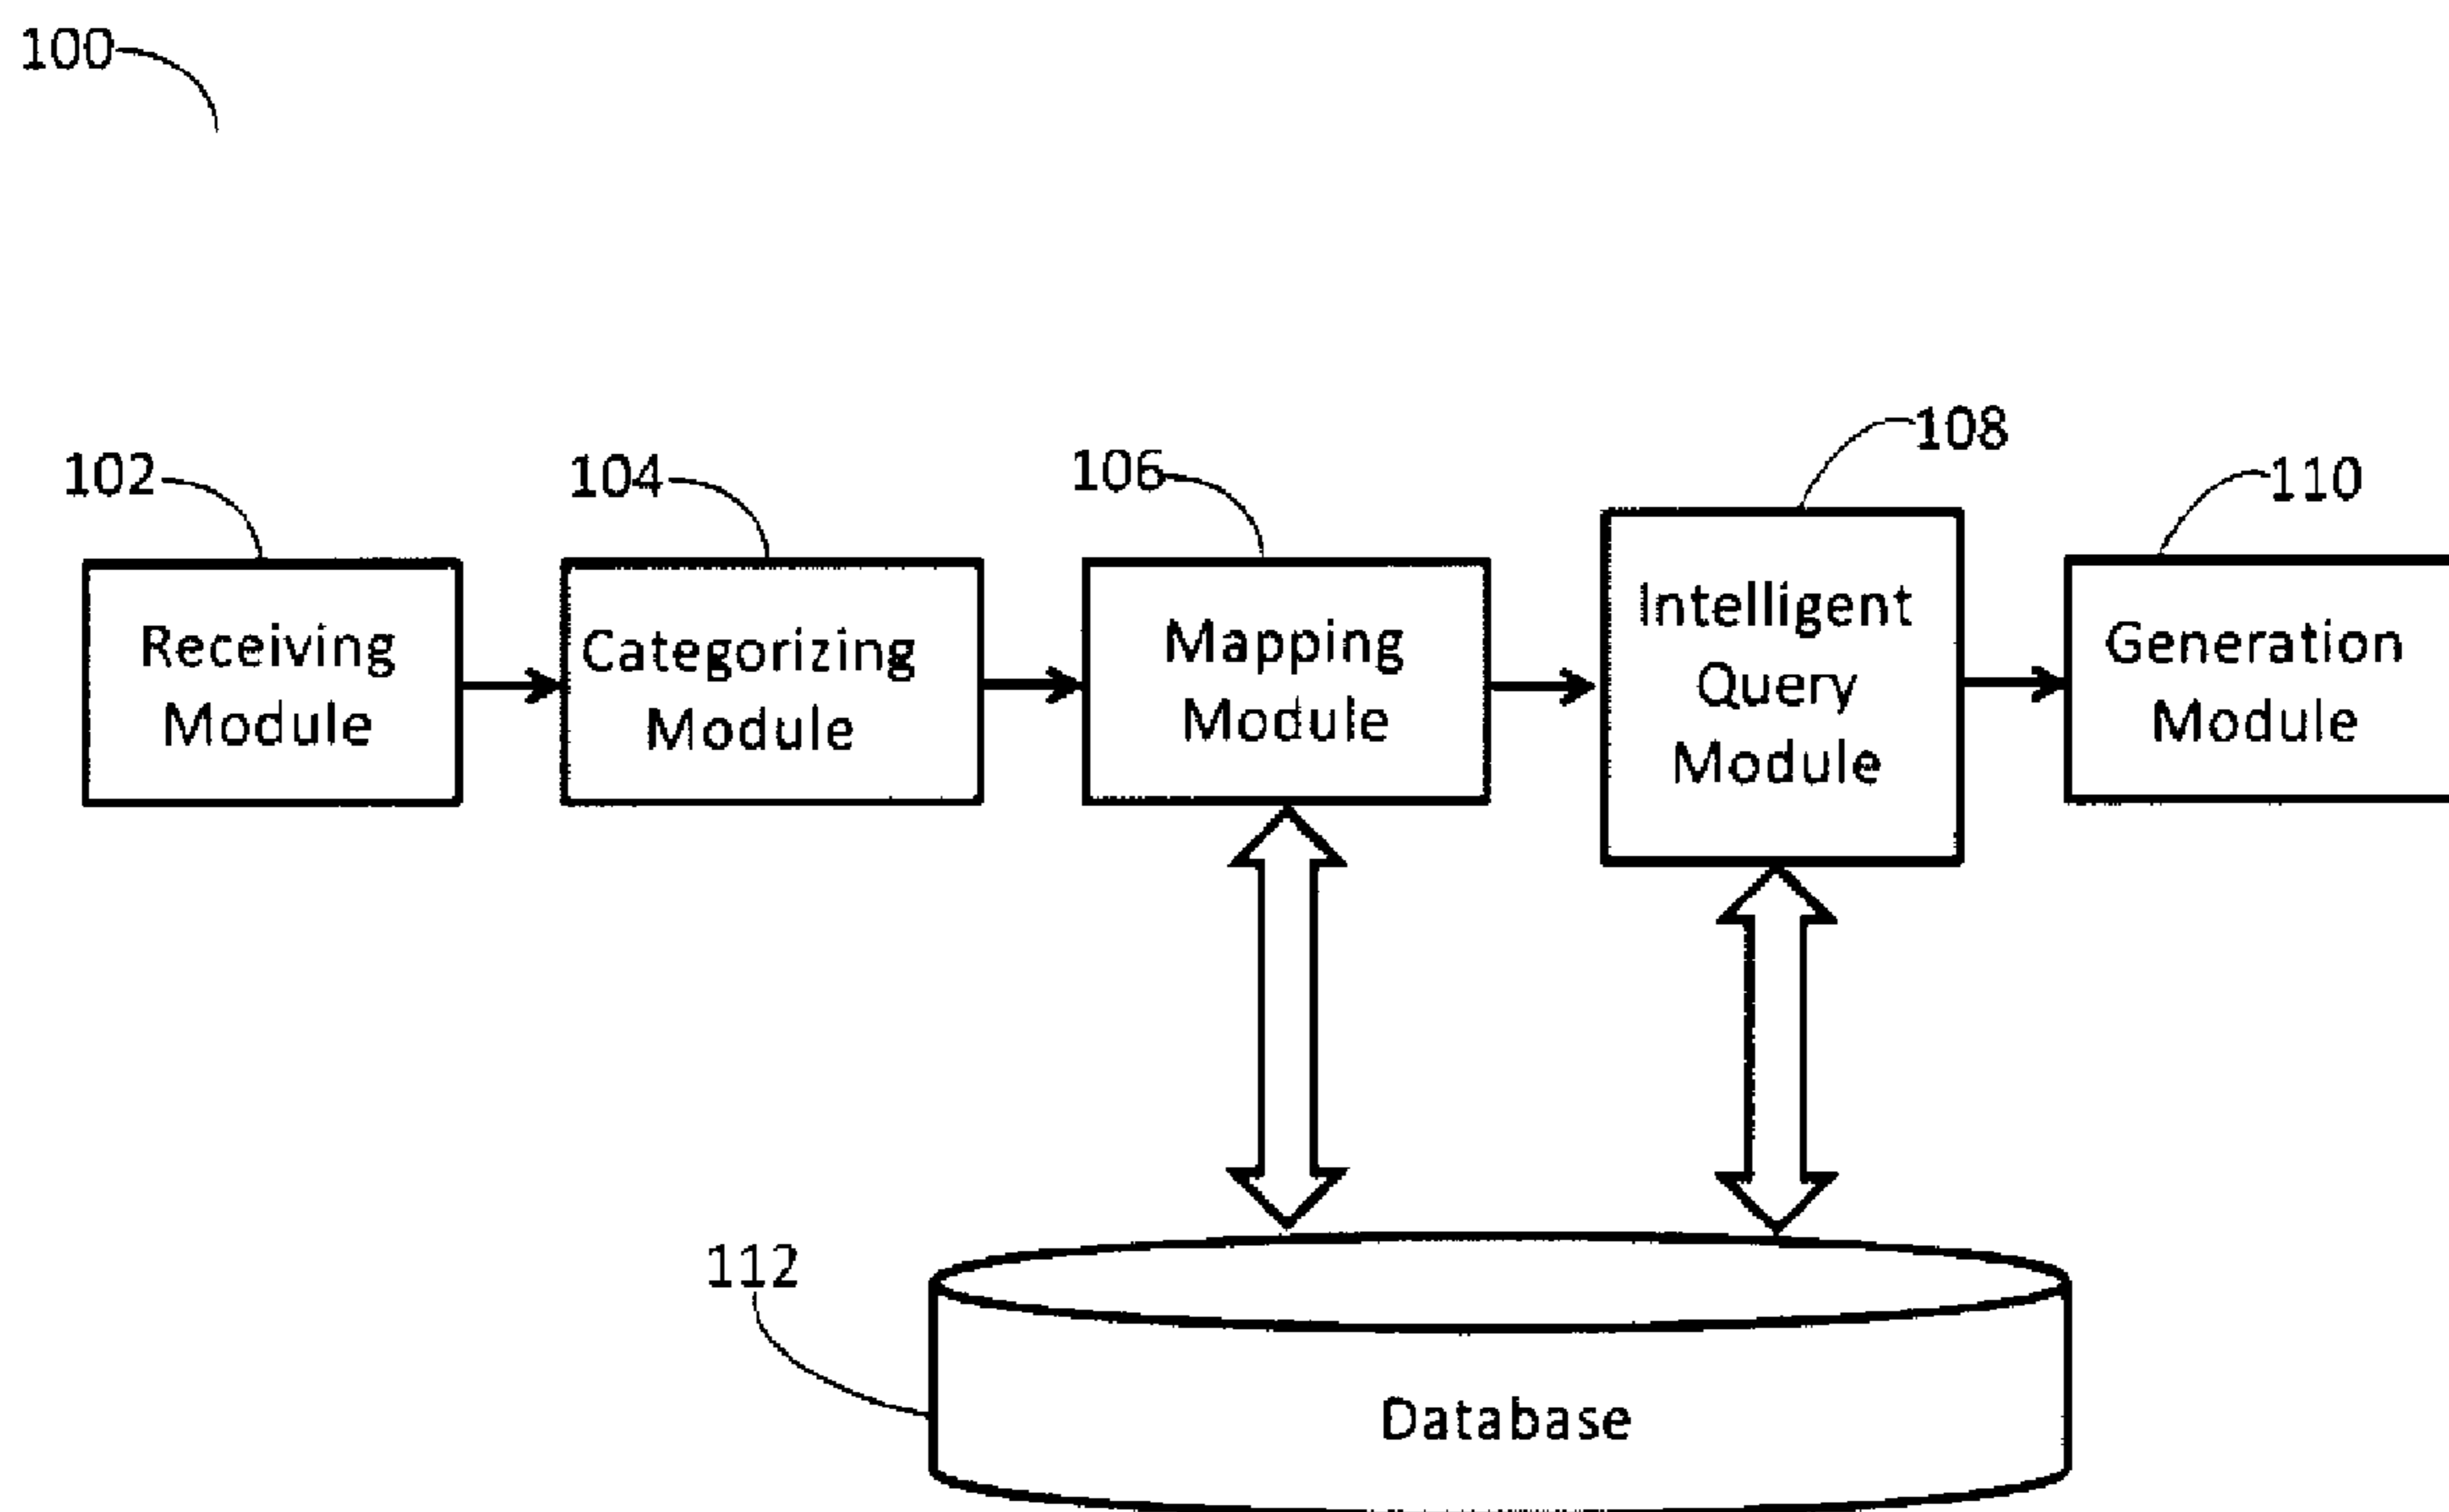 100
102
104
106
108
110
Receiving
Module
Categorizing
Module
Mapping
Module
Intelligent
Query
Module
Generation
Module
112
Database